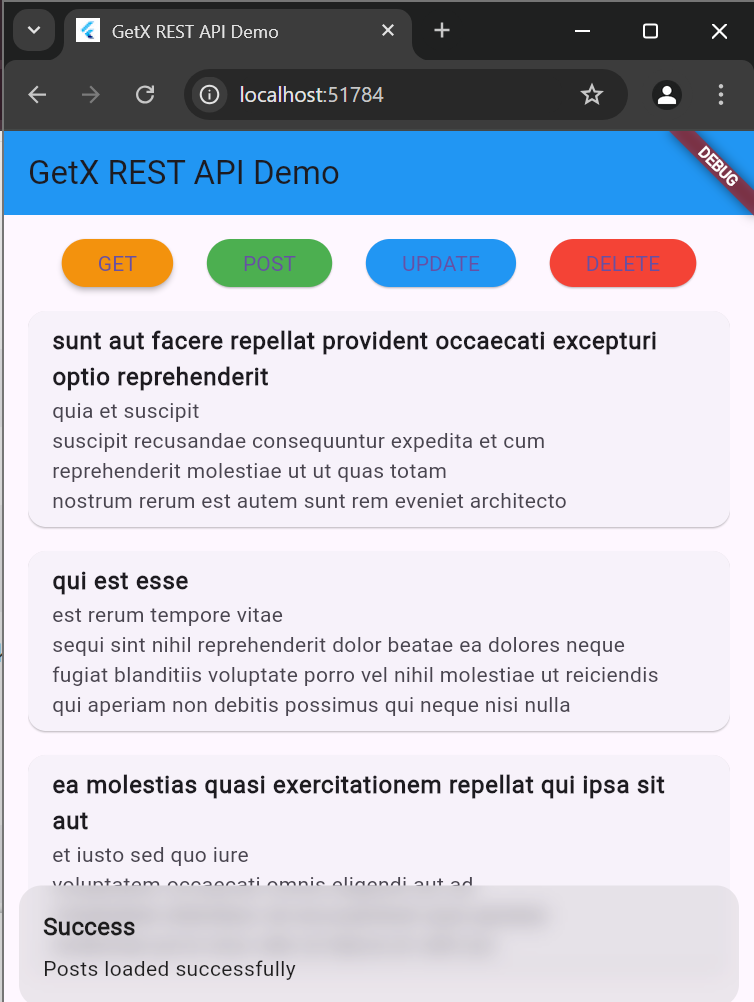 GetX REST API Demo
localhost:51784
GetX REST API Demo
DEBUG
GET POST UPDATE DELETE
sunt aut facere repellat provident occaecati excepturi
optio reprehenderit
quia et suscipit
suscipit recusandae consequuntur expedita et cum
reprehenderit molestiae ut ut quas totam
nostrum rerum est autem sunt rem eveniet architecto
qui est esse
est rerum tempore vitae
sequi sint nihil reprehenderit dolor beatae ea dolores neque
fugiat blanditiis voluptate porro vel nihil molestiae ut reiciendis
qui aperiam non debitis possimus qui neque nisi nulla
ea molestias quasi exercitationem repellat qui ipsa sit
aut
et iusto sed quo iure
voluptatem occaecati omnis eligendi aut ad
Success
Posts loaded successfully